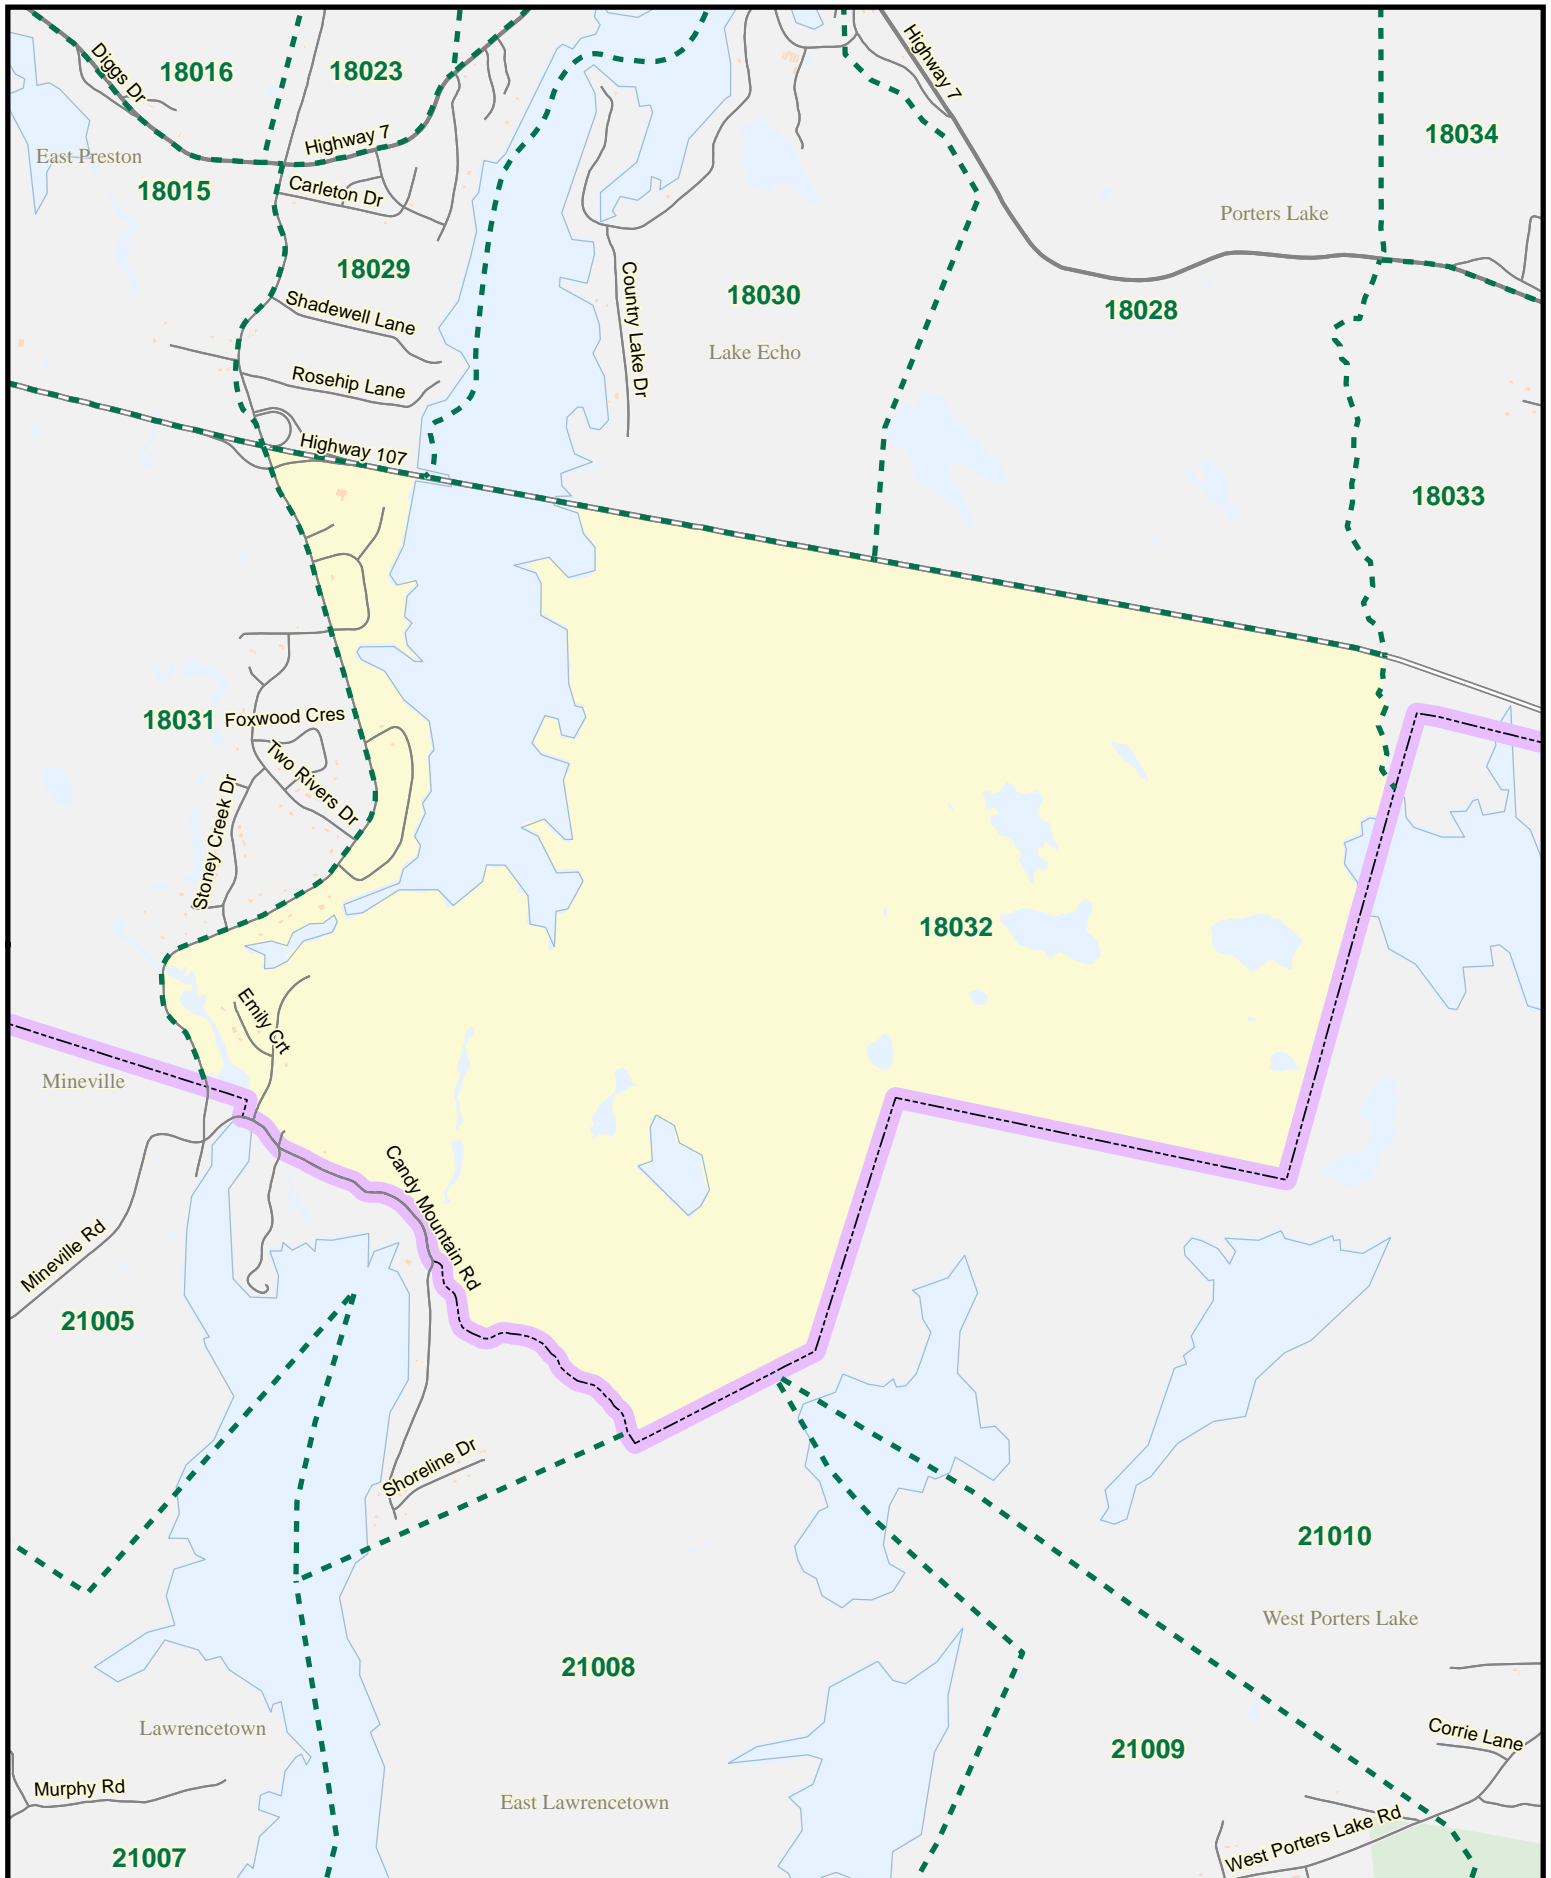 Diggs Dr
18016
18023
Highway 7
18034
East Preston
18015
Highway 7
Carleton Dr
Porters Lake
18029
Country Lake Dr
18030
18028
Shadewell Lane
Lake Echo
Rosehip Lane
Highway 107
18033
18031
Foxwood Cres
Two Rivers Dr
Stoney Creek Dr
18032
Emily Crt
Mineville
Candy Mountain Rd
Mineville Rd
21005
Shoreline Dr
21010
West Porters Lake
21008
Lawrencetown
21009
Corrie Lane
Murphy Rd
East Lawrencetown
West Porters Lake Rd
21007